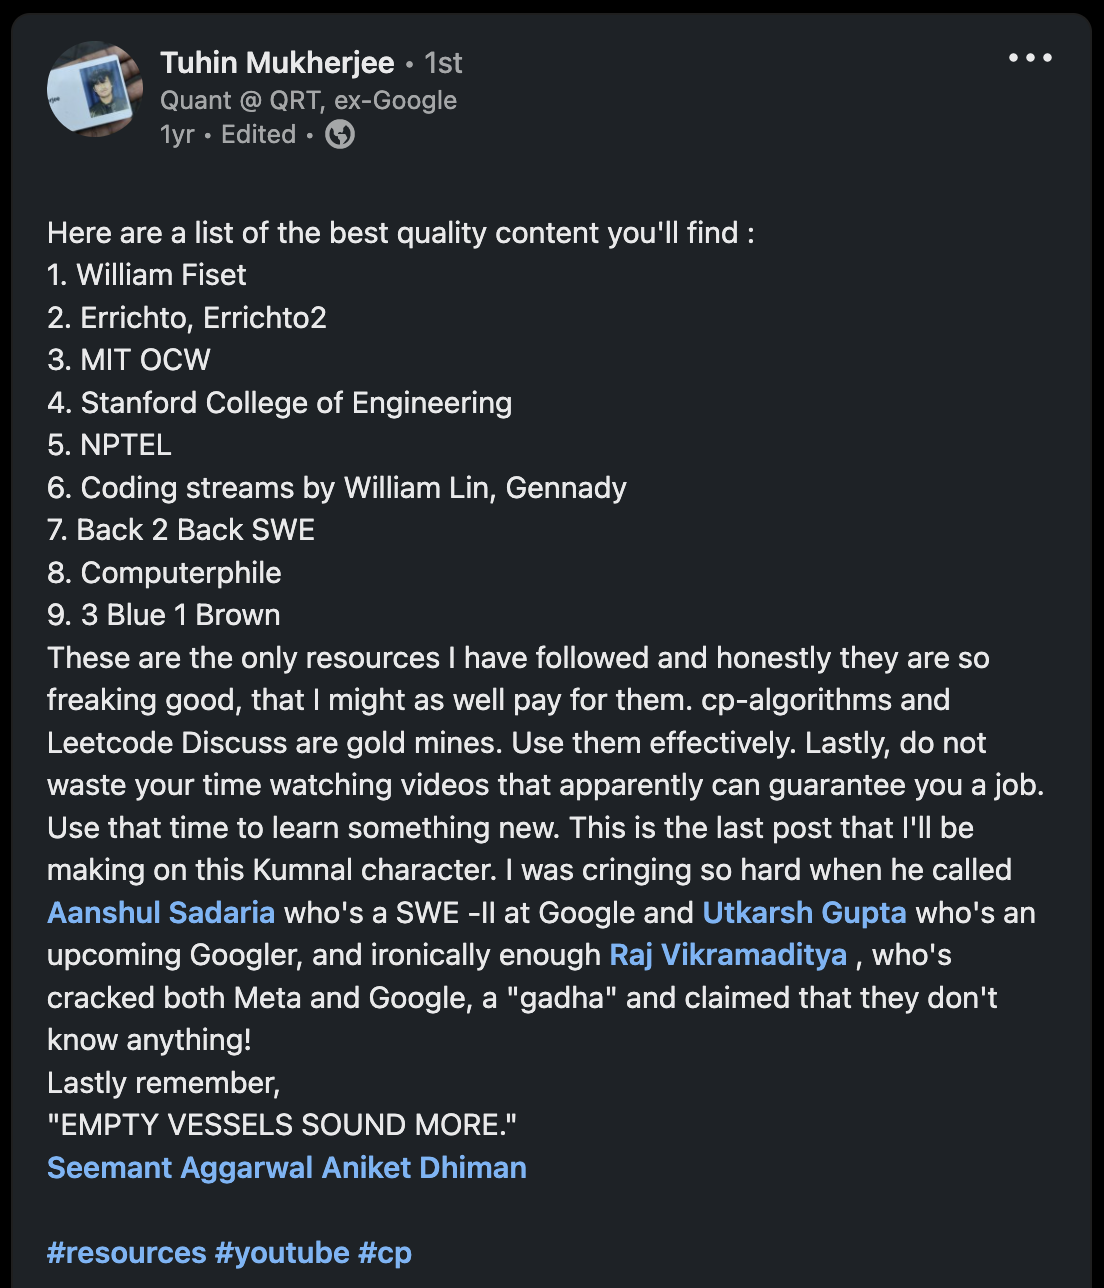 Tuhin Mukherjee • 1st
Quant @ QRT, ex-Google
1yr • Edited •
Here are a list of the best quality content you'll find :
1. William Fiset
2. Errichto, Errichto2
3. MIT OCW
4. Stanford College of Engineering
5. NPTEL
6. Coding streams by William Lin, Gennady
7. Back 2 Back SWE
8. Computerphile
9. 3 Blue 1 Brown
These are the only resources I have followed and honestly they are so
freaking good, that I might as well pay for them. cp-algorithms and
Leetcode Discuss are gold mines. Use them effectively. Lastly, do not
waste your time watching videos that apparently can guarantee you a job.
Use that time to learn something new. This is the last post that I'll be
making on this Kumnal character. I was cringing so hard when he called
Aanshul Sadaria who's a SWE -II at Google and Utkarsh Gupta who's an
upcoming Googler, and ironically enough Raj Vikramaditya , who's
cracked both Meta and Google, a "gadha" and claimed that they don't
know anything!
Lastly remember,
"EMPTY VESSELS SOUND MORE."
Seemant Aggarwal Aniket Dhiman
#resources #youtube #cp